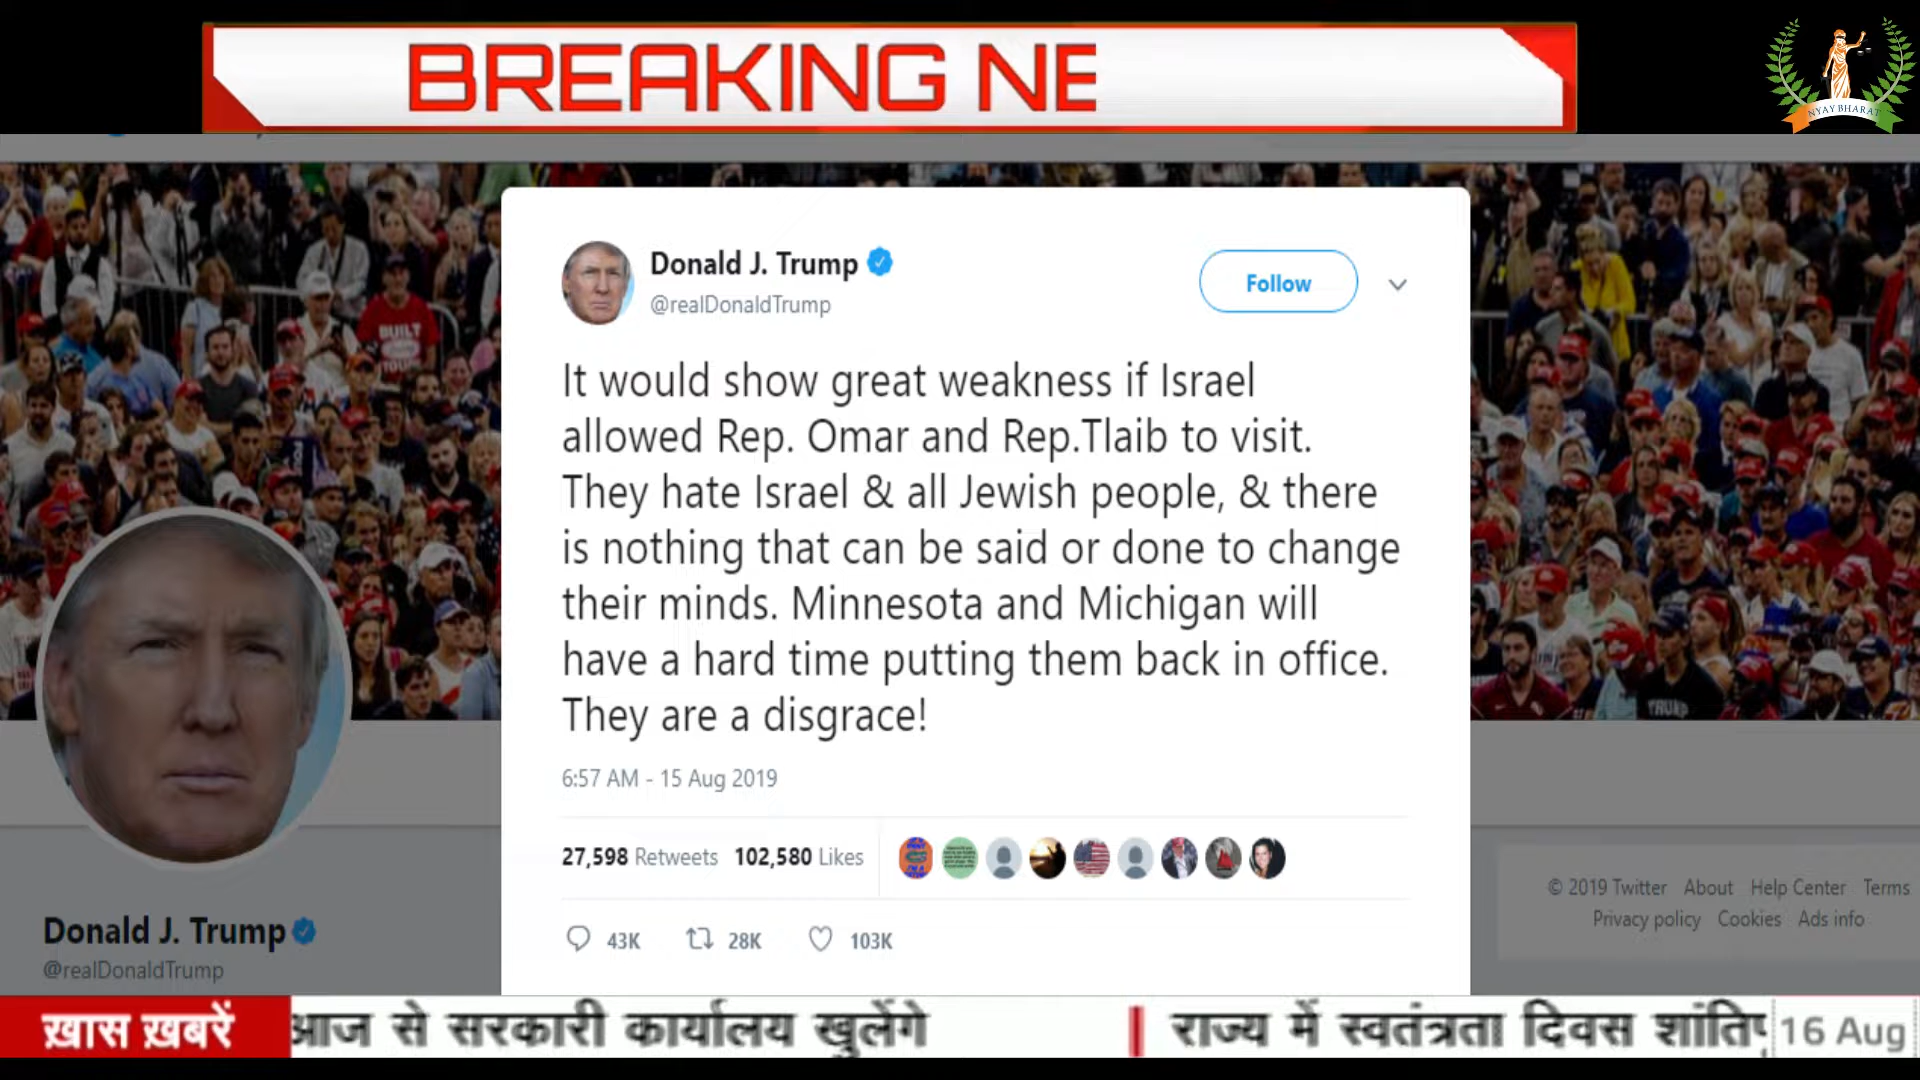 BREAKING NE
NYAY BHARAT
Donald J. Trump
@realDonaldTrump
Follow
It would show great weakness if Israel
allowed Rep. Omar and Rep.Tlaib to visit.
They hate Israel & all Jewish people, & there
is nothing that can be said or done to change
their minds. Minnesota and Michigan will
have a hard time putting them back in office.
They are a disgrace!
6:57 AM - 15 Aug 2019
27,598 Retweets 102,580 Likes
43K 28K 103K
BUILT
TRUMP
Donald J. Trump
@realDonaldTrump
© 2019 Twitter About Help Center Terms
Privacy policy Cookies Ads info
ख़ास ख़बरें आज से सरकारी कार्यालय खुलेंगे | राज्य में स्वतंत्रता दिवस 16 Aug